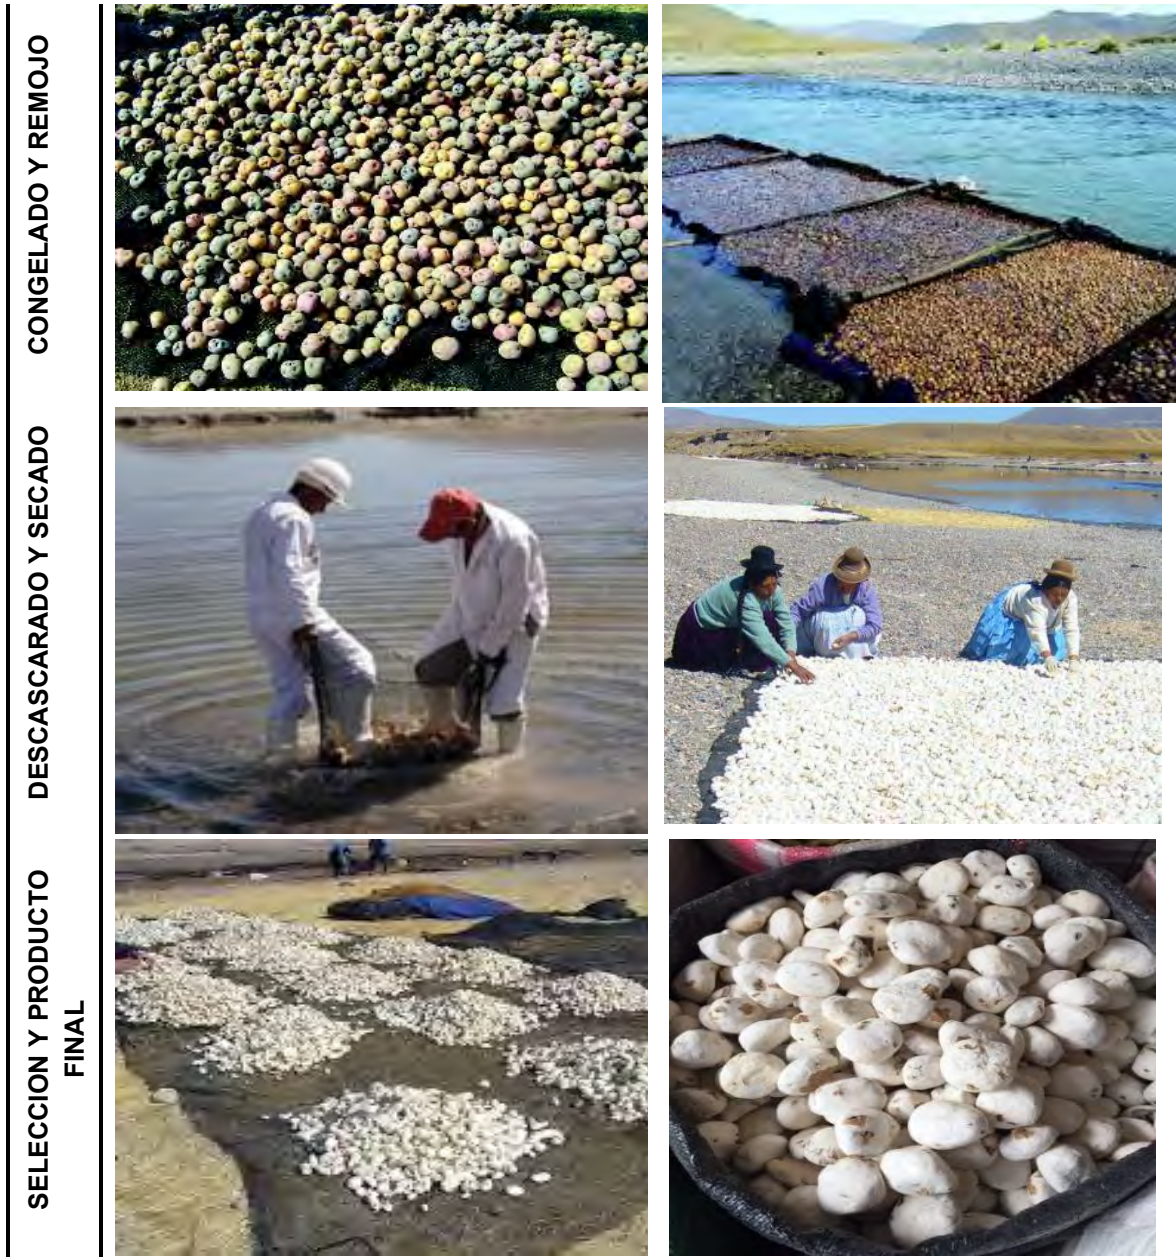 CONGELADO Y REMOJO
DESCASCARADO Y SECADO
SELECCION Y PRODUCTO
FINAL